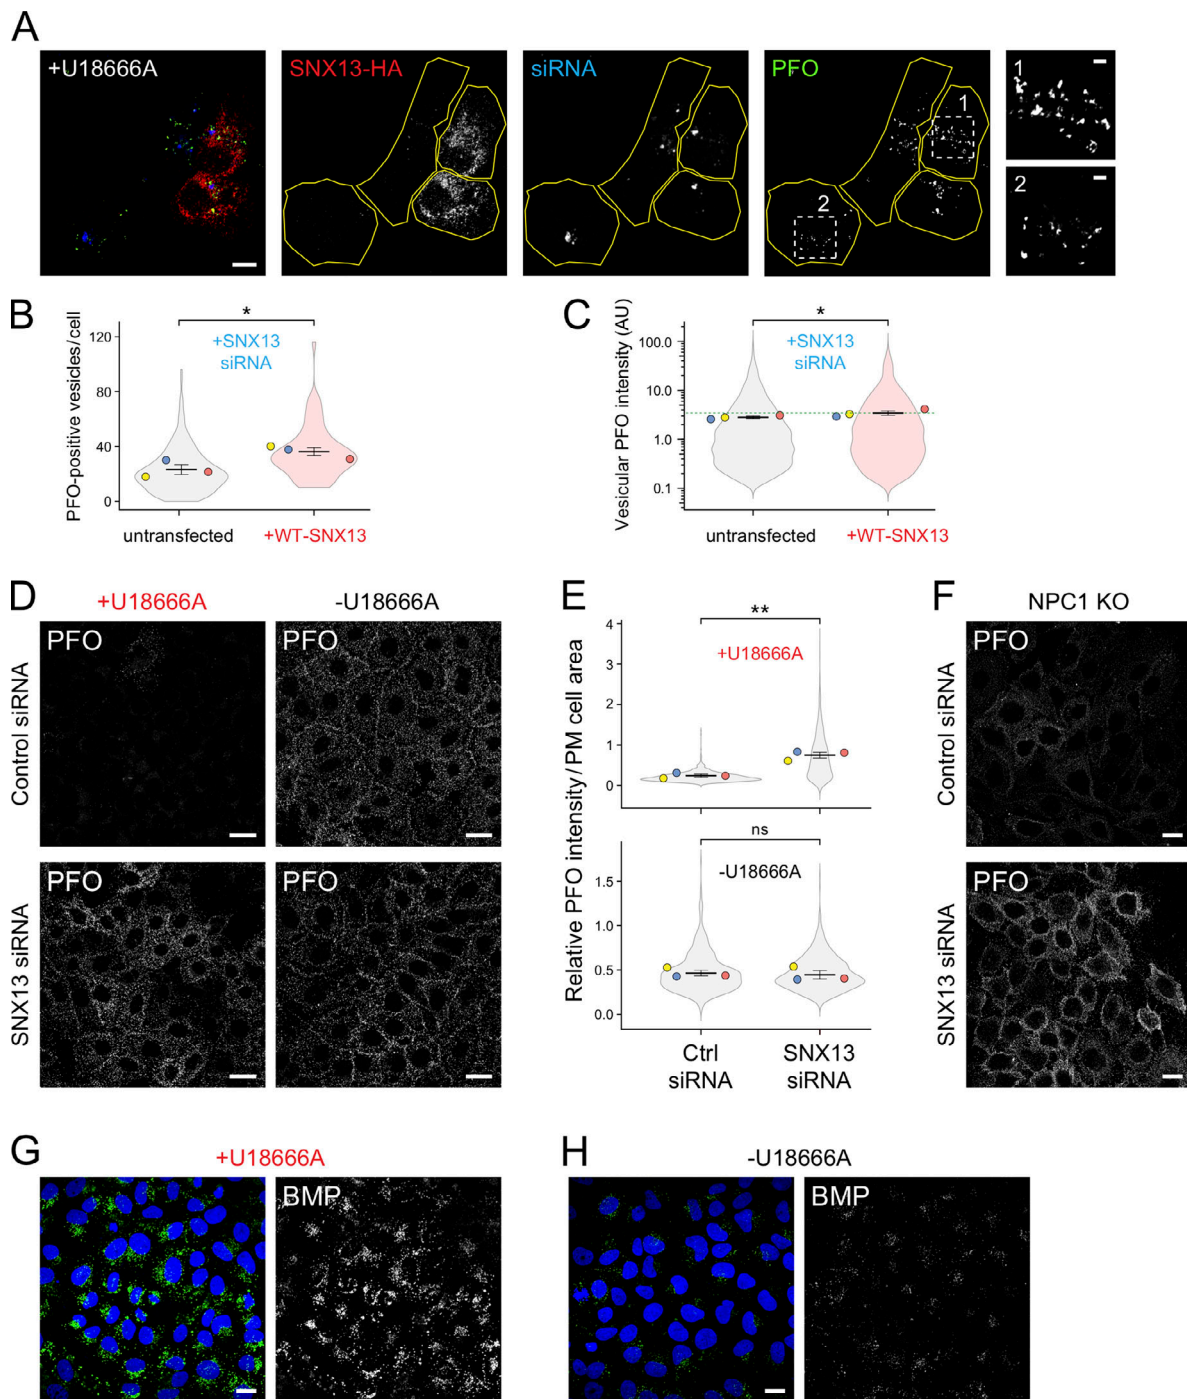 A
+U18666A
SNX13-HA
siRNA
PFO
1
2
1
2
B
*
+SNX13
siRNA
PFO-positive vesicles/cell
120
80
40
0
untransfected
+WT-SNX13
C
*
+SNX13
siRNA
Vesicular PFO intensity (AU)
100.0
10.0
1.0
0.1
untransfected
+WT-SNX13
D
+U18666A
-U18666A
Control siRNA
PFO
PFO
SNX13 siRNA
PFO
PFO
E
**
+U18666A
Relative PFO intensity/PM cell area
4
3
2
1
0
ns
-U18666A
1.5
1.0
0.5
0.0
Ctrl
siRNA
SNX13
siRNA
F
NPC1 KO
Control siRNA
PFO
SNX13 siRNA
PFO
G
+U18666A
BMP
H
-U18666A
BMP